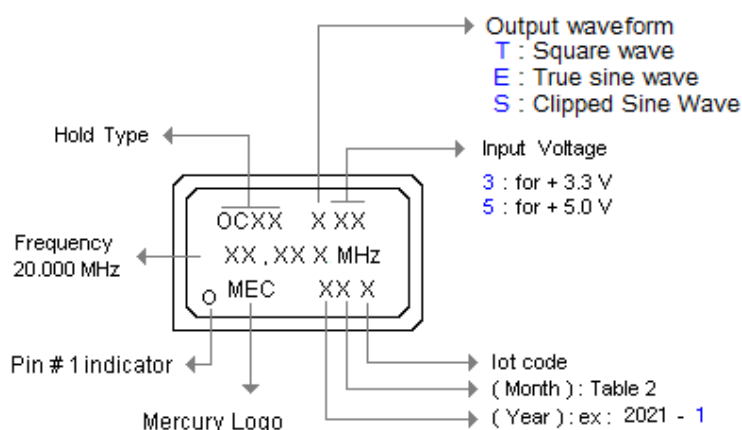 Output waveform
T : Square wave
E : True sine wave
S : Clipped Sine Wave
Hold Type
Input Voltage
3 : for + 3.3 V
5 : for + 5.0 V
OCXX X XX
Frequency
20.000 MHz
XX . XX X MHz
O MEC XX X
Pin # 1 indicator
lot code
( Month ) : Table 2
Mercury Logo
( Year ) : ex : 2021 - 1